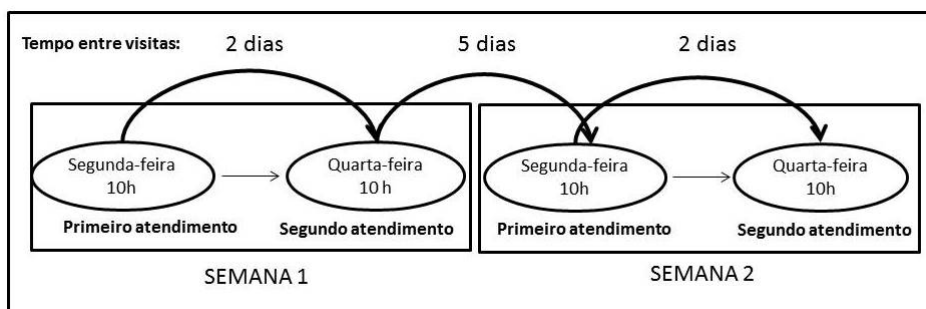 Tempo entre visitas: 2 dias 5 dias 2 dias
Segunda-feira
10h
Quarta-feira
10 h
Segunda-feira
10h
Quarta-feira
10h
Primeiro atendimento
Segundo atendimento
Primeiro atendimento
Segundo atendimento
SEMANA 1
SEMANA 2